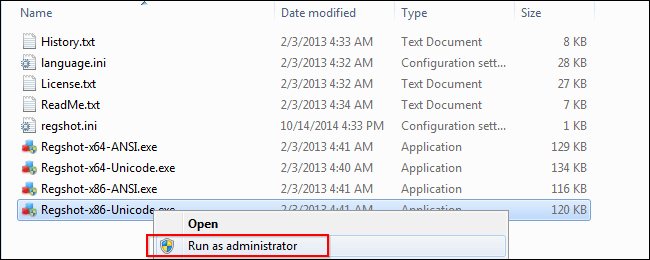 Name Date modified Type Size
History.txt 2/3/2013 4:33 AM Text Document 8 KB
language.ini 2/3/2013 4:32 AM Configuration sett... 28 KB
License.txt 2/3/2013 4:32 AM Text Document 27 KB
ReadMe.txt 2/3/2013 4:34 AM Text Document 7 KB
regshot.ini 10/14/2014 4:33 PM Configuration sett... 1 KB
Regshot-x64-ANSI.exe 2/3/2013 4:41 AM Application 129 KB
Regshot-x64-Unicode.exe 2/3/2013 4:40 AM Application 134 KB
Regshot-x86-ANSI.exe 2/3/2013 4:41 AM Application 116 KB
Regshot-x86-Unicode.exe 2/3/2013 4:41 AM Application 120 KB
Open
Run as administrator